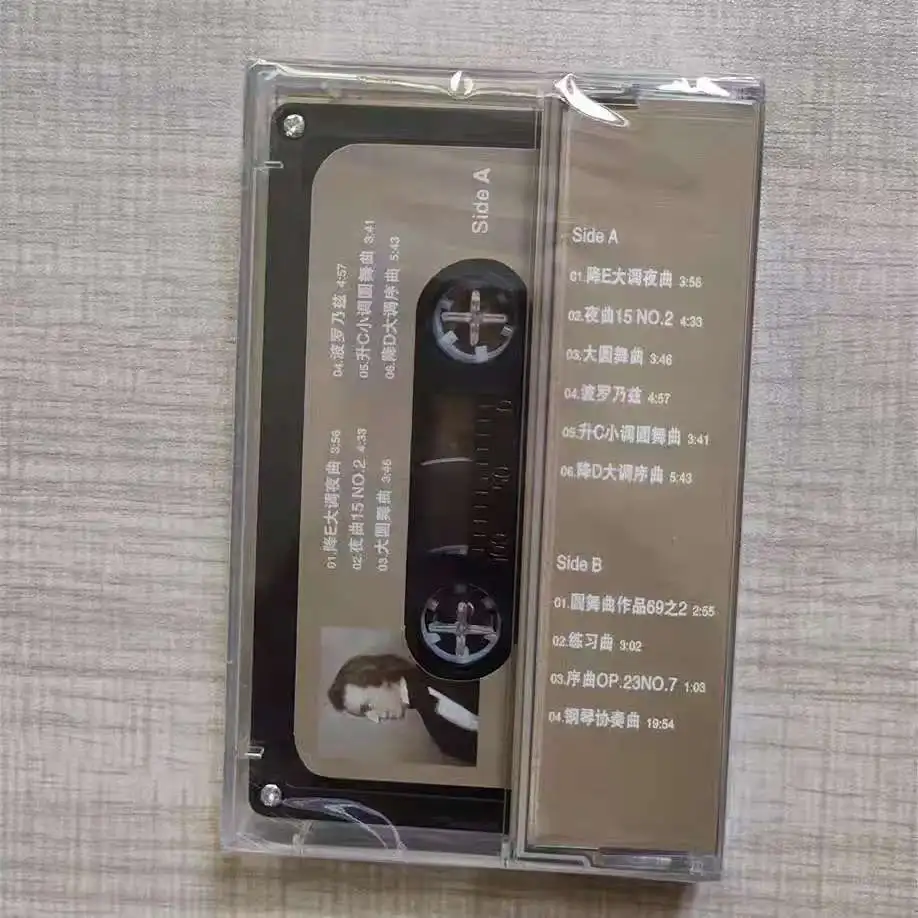 Side A
01.降E大调夜曲 3:56
02.夜曲15 NO.2 4:33
03.大圆舞曲 3:46
04.波罗乃兹 4:57
05.升C小调圆舞曲 3:41
06.降D大调序曲 5:43
Side A
01.降E大调夜曲 3:56
02.夜曲15 NO.2 4:33
03.大圆舞曲 3:46
04.波罗乃兹 4:57
05.升C小调圆舞曲 3:41
06.降D大调序曲 5:43
Side B
01.圆舞曲作品69之2 2:55
02.练习曲 3:02
03.序曲OP.23NO.7 1:03
04.钢琴协奏曲 19:54